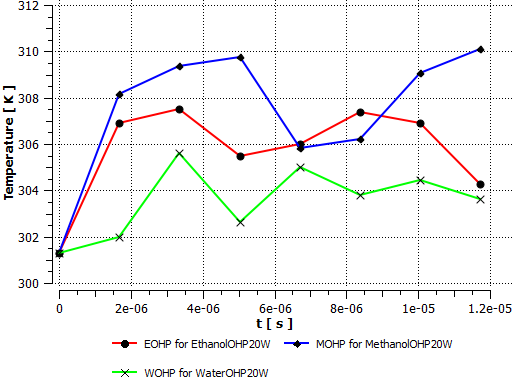 312
310
308
306
304
302
300
Temperature [ K ]
0 2e-06 4e-06 6e-06 8e-06 1e-05 1.2e-05
t [ s ]
EOHP for EthanolOHP20W MOHP for MethanolOHP20W
WOHP for WaterOHP20W